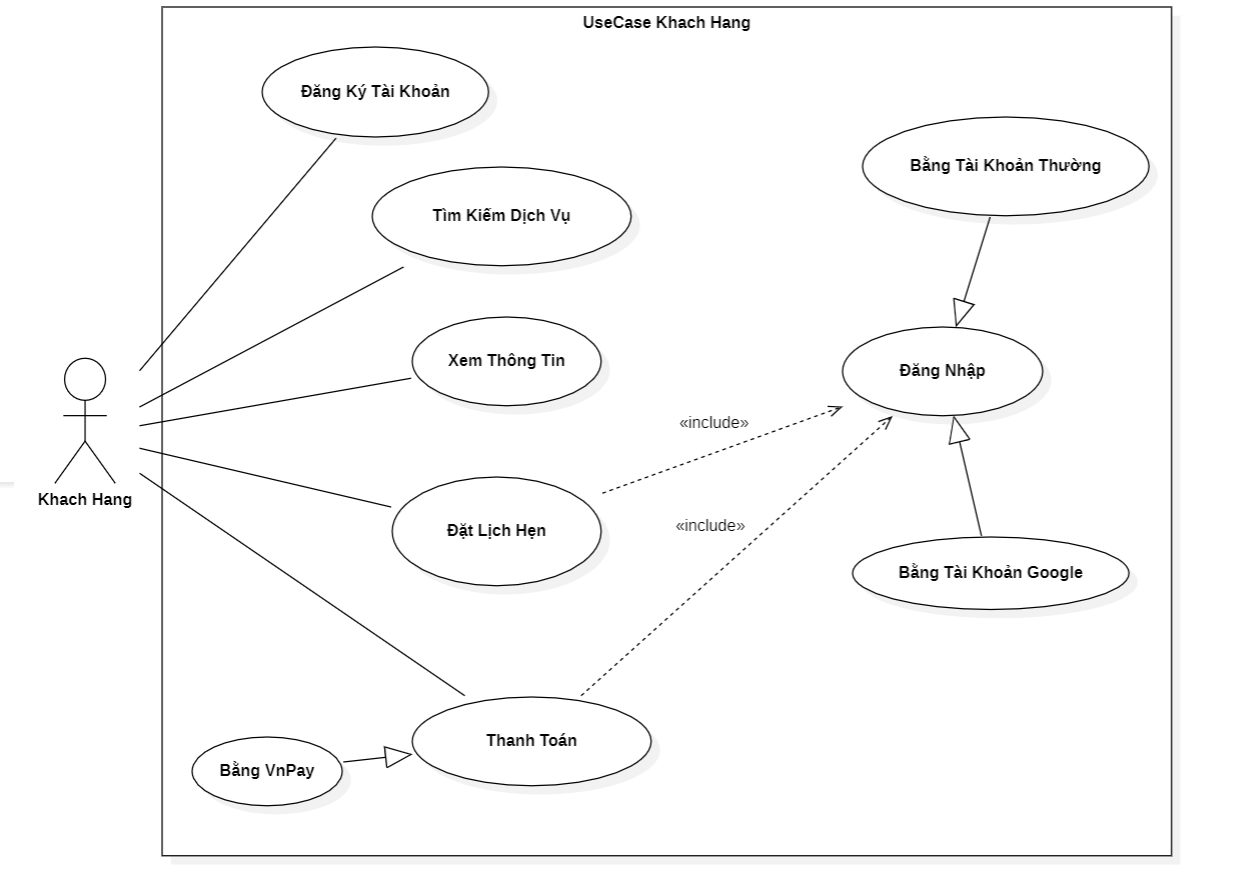 UseCase Khach Hang
Đăng Ký Tài Khoản
Bằng Tài Khoản Thường
Tìm Kiếm Dịch Vụ
Xem Thông Tin
Đăng Nhập
«include»
Khach Hang
Đặt Lịch Hẹn
«include»
Bằng Tài Khoản Google
Thanh Toán
Bằng VnPay